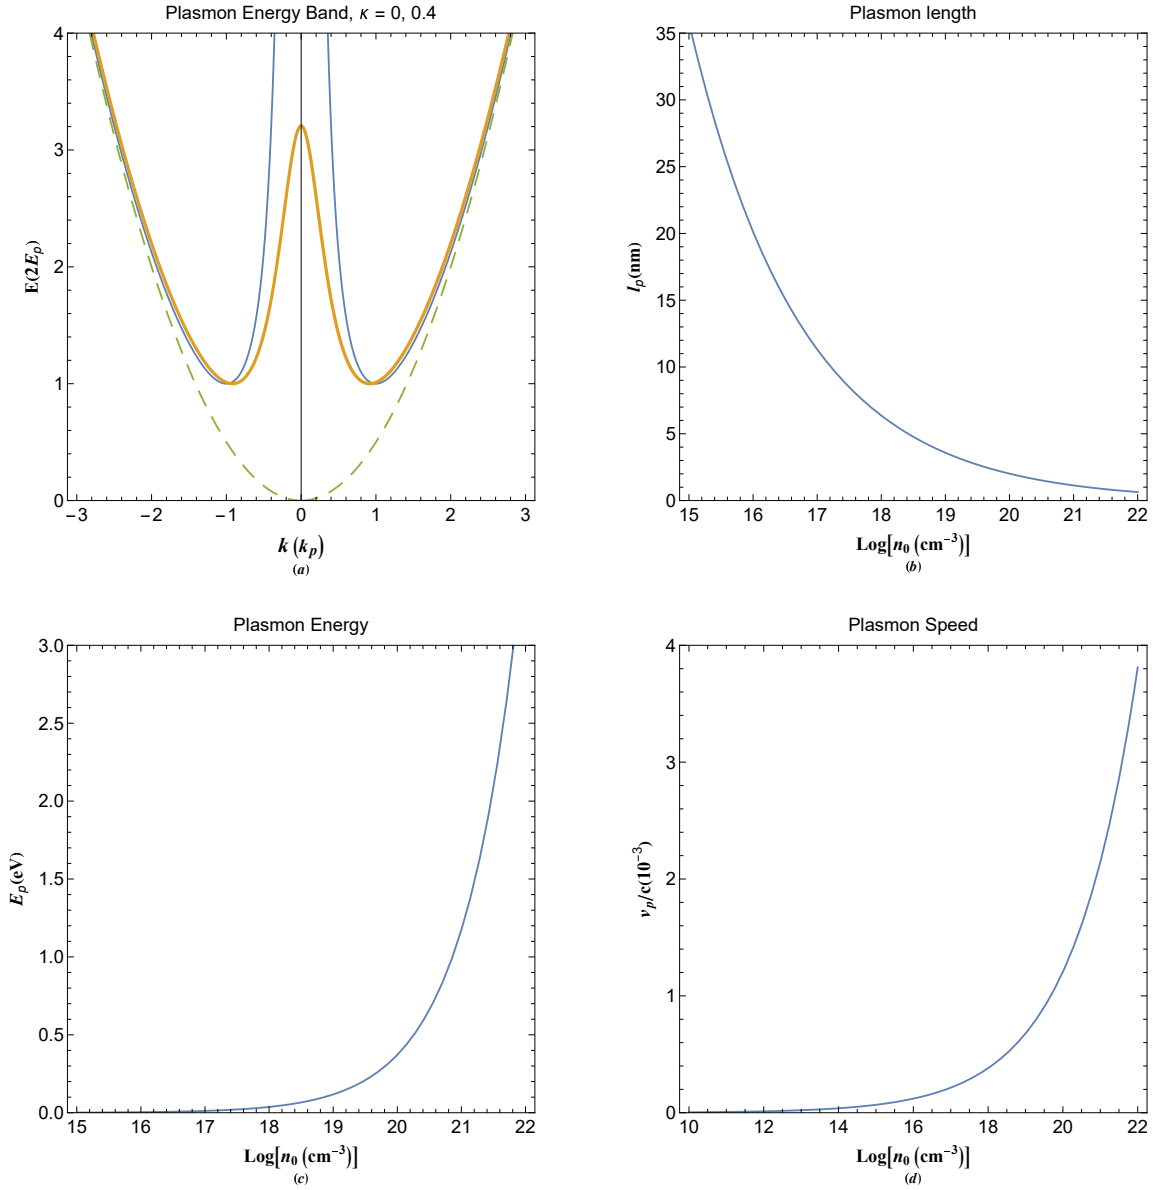 Plasmon Energy Band, κ = 0, 0.4
E(2E_p)
4
3
2
1
0
−3 −2 −1 0 1 2 3
k (k_p)
(a)
Plasmon length
l_p(nm)
35
30
25
20
15
10
5
0
15 16 17 18 19 20 21 22
Log[n_0 (cm^−3)]
(b)
Plasmon Energy
E_p(eV)
3.0
2.5
2.0
1.5
1.0
0.5
0.0
15 16 17 18 19 20 21 22
Log[n_0 (cm^−3)]
(c)
Plasmon Speed
v_p/c(10^−3)
4
3
2
1
0
10 12 14 16 18 20 22
Log[n_0 (cm^−3)]
(d)